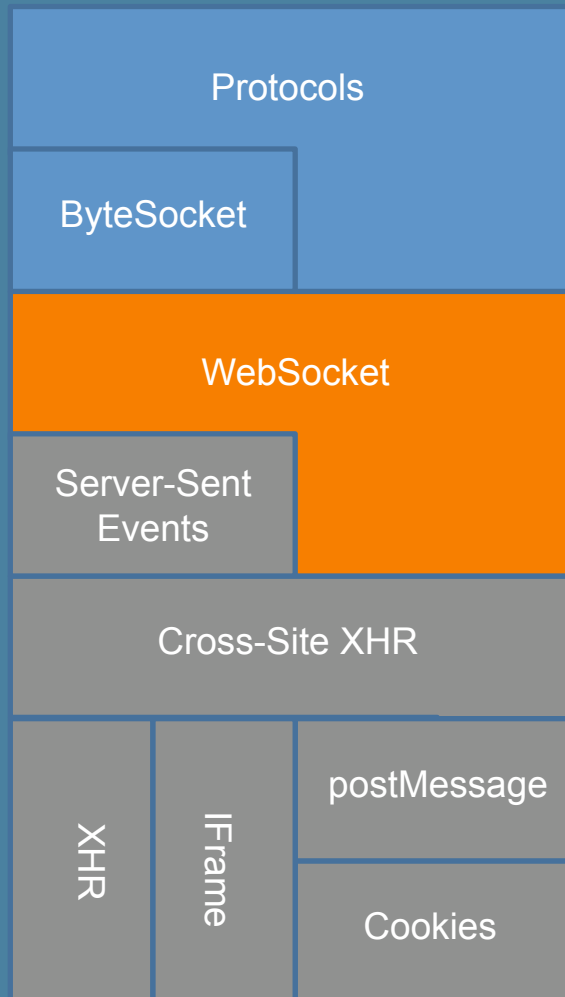 Protocols
ByteSocket
WebSocket
Server-Sent
Events
Cross-Site XHR
XHR
IFrame
postMessage
Cookies